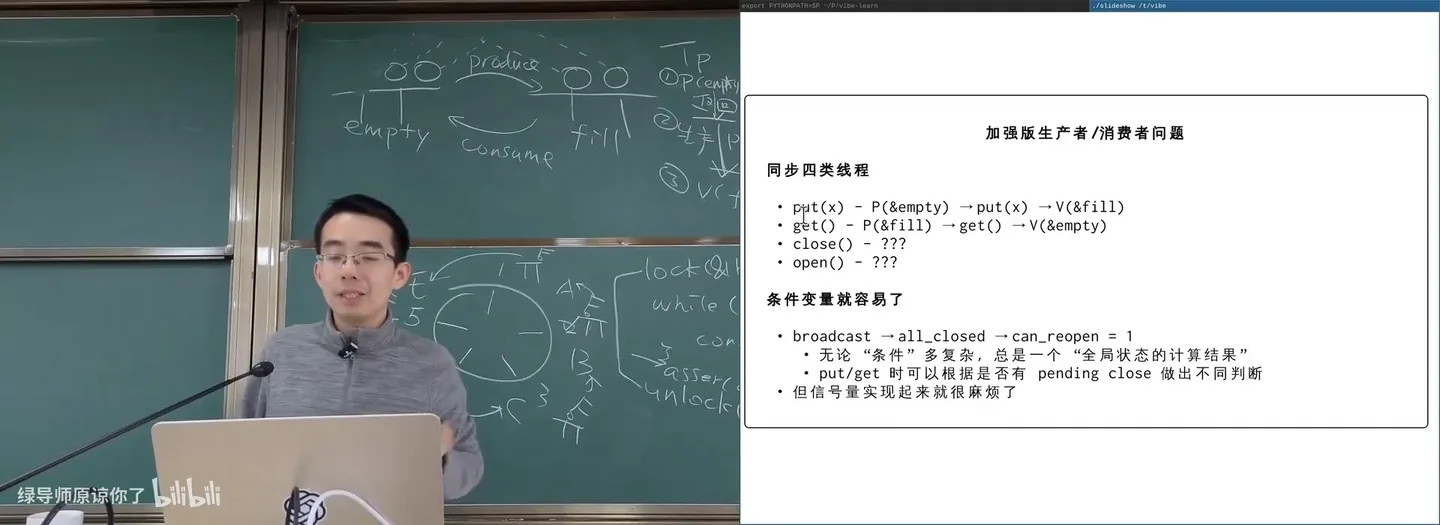 export PYTHONPATH=$P ~/P/vibe-learn
./slideshow /t/vibe
produce
empty
fill
consume
TP
① P(empty
②
③ V(f
lock(&
while (
con
assert(
unlock(
A
B
C
绿导师原谅你了 bilibili
加强版生产者/消费者问题
同步四类线程
• put(x) – P(&empty) →put(x) →V(&fill)
• get() – P(&fill) →get() →V(&empty)
• close() – ???
• open() – ???
条件变量就容易了
• broadcast →all_closed →can_reopen = 1
• 无论 “条件”多复杂, 总是一个 “全局状态的计算结果”
• put/get 时可以根据是否有 pending close 做出不同判断
• 但信号量实现起来就很麻烦了